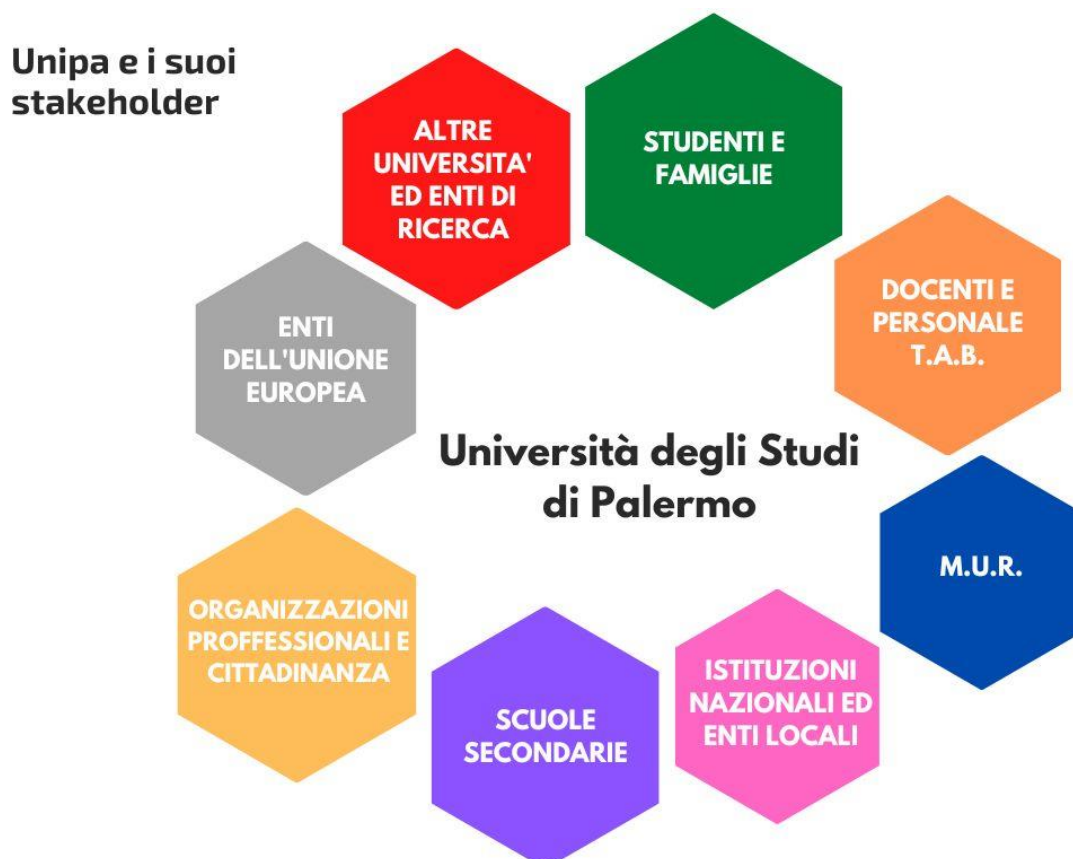 Unipa e i suoi
stakeholder
ALTRE
UNIVERSITA'
ED ENTI DI
RICERCA
STUDENTI E
FAMIGLIE
DOCENTI E
PERSONALE
T.A.B.
ENTI
DELL'UNIONE
EUROPEA
Università degli Studi
di Palermo
M.U.R.
ORGANIZZAZIONI
PROFFESSIONALI E
CITTADINANZA
SCUOLE
SECONDARIE
ISTITUZIONI
NAZIONALI ED
ENTI LOCALI